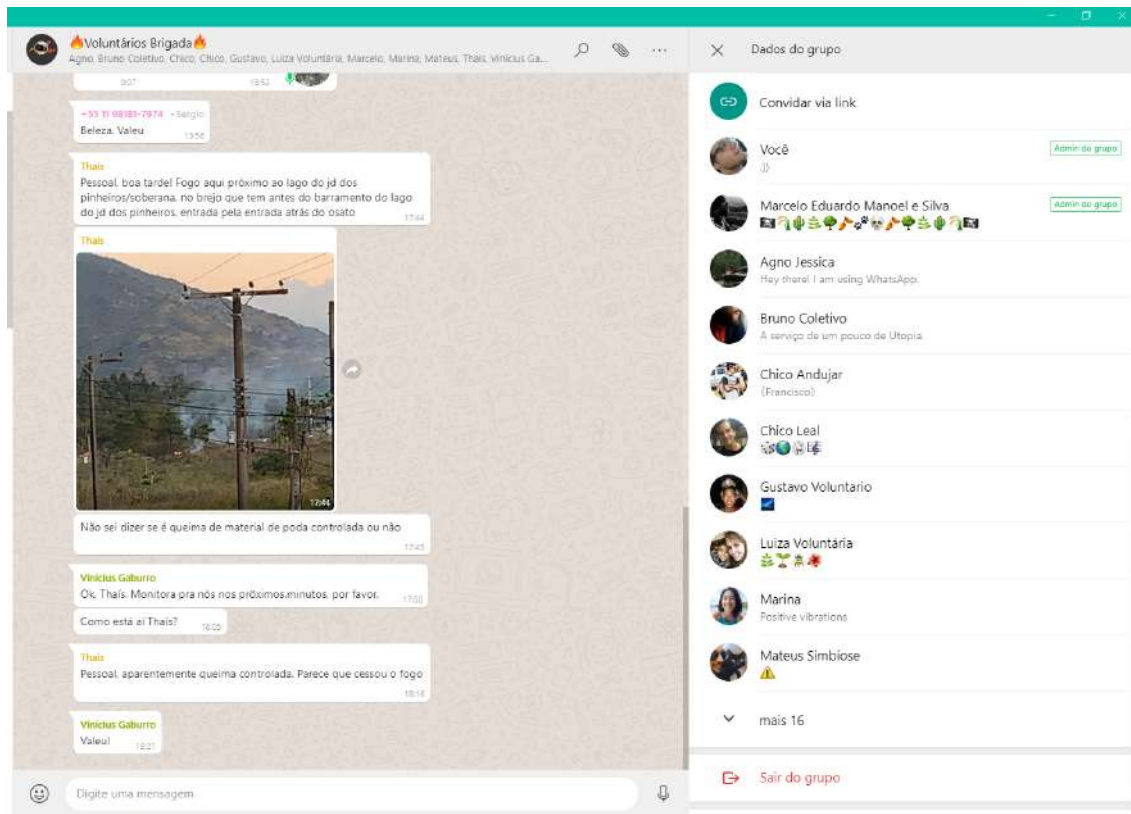 🔥Voluntários Brigada🔥
Agno, Bruno Coletivo, Chico, Chico, Gustavo, Luiza Voluntária, Marcelo, Marina, Mateus, Thais, Vinicius Ga...
Beleza. Valeu
Thais
Pessoal, boa tarde! Fogo aqui próximo ao lago do jd dos
pinheiros/soberana, no brejo que tem antes do barramento do lago
do jd dos pinheiros, entrada pela entrada atrás do osato
17:44
Thais
17:44
Não sei dizer se é queima de material de poda controlada ou não
17:45
Vinicius Gaburro
Ok, Thaís. Monitora pra nós nos próximos minutos, por favor.
Como está aí Thais?
18:05
Thais
Pessoal, aparentemente queima controlada. Parece que cessou o fogo
18:18
Vinicius Gaburro
Valeu!
18:21
Digite uma mensagem
Dados do grupo
Convidar via link
Você
Admin do grupo
:))
Marcelo Eduardo Manoel e Silva
Admin do grupo
Agno Jessica
Hey there! I am using WhatsApp.
Bruno Coletivo
A serviço de um pouco de Utopia
Chico Andujar
(Francisco)
Chico Leal
Gustavo Voluntario
Luiza Voluntária
Marina
Positive vibrations
Mateus Simbiose
mais 16
Sair do grupo